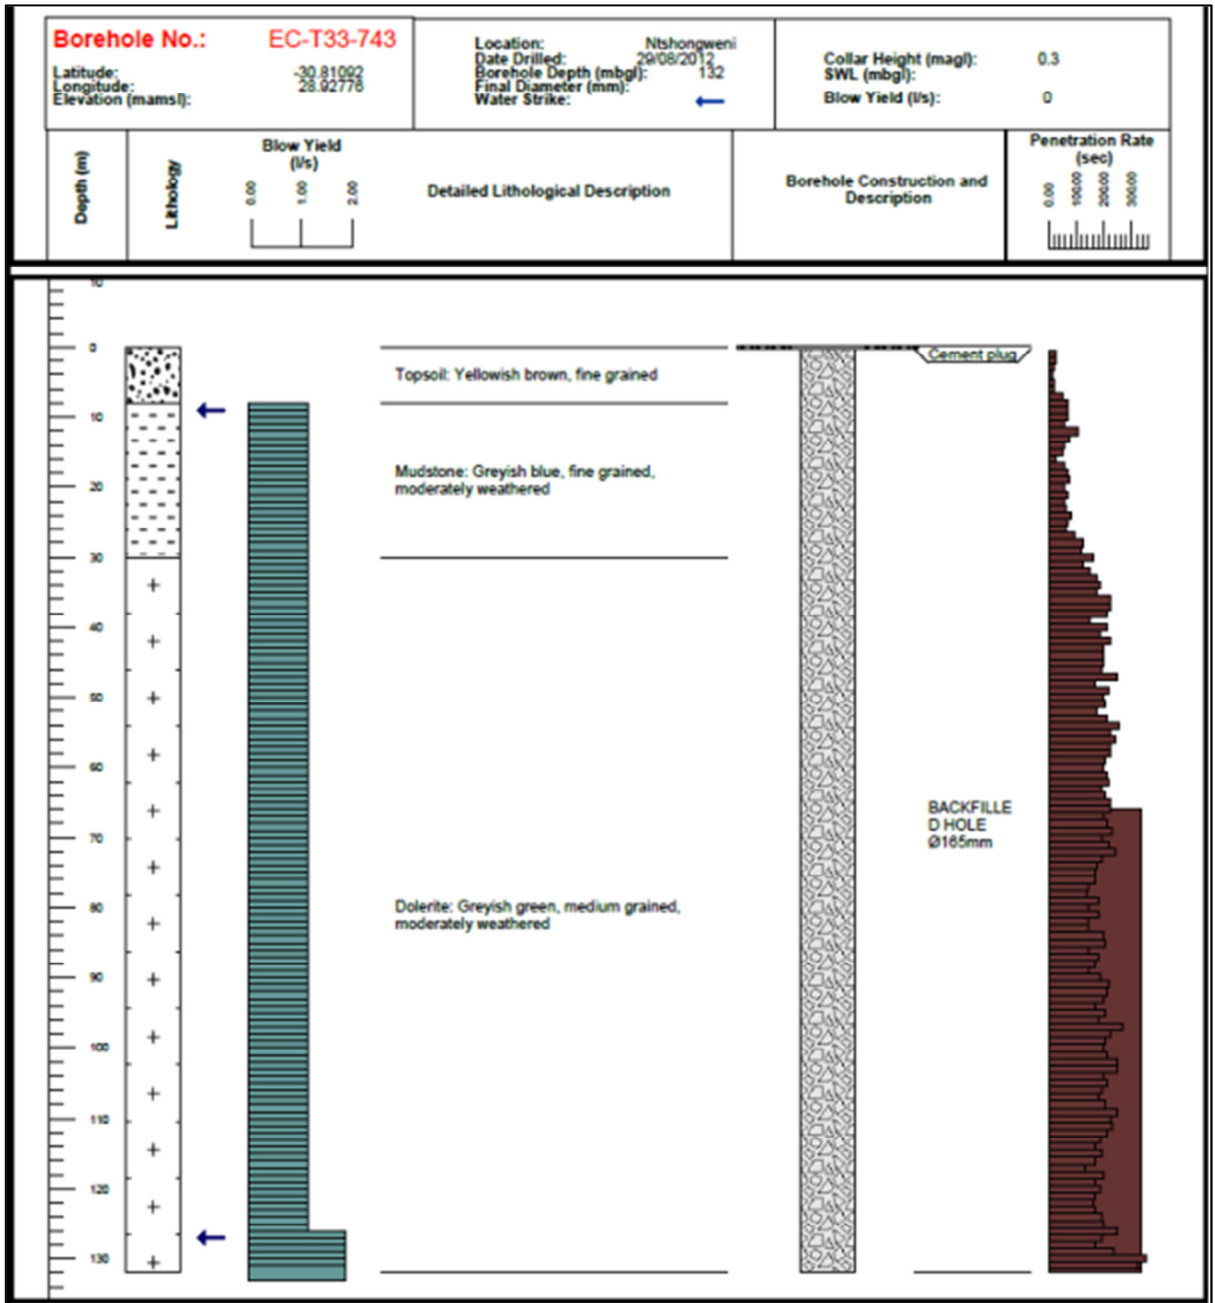 Borehole No.: EC-T33-743
Latitude: -30.81092
Longitude: 28.92776
Elevation (mamsl):
Location: Ntshongweni
Date Drilled: 29/08/2012
Borehole Depth (mbgl): 132
Final Diameter (mm):
Water Strike:
Collar Height (magl): 0.3
SWL (mbgl):
Blow Yield (l/s): 0
Depth (m)
Lithology
Blow Yield
(l/s)
0.00 1.00 2.00
Detailed Lithological Description
Borehole Construction and
Description
Penetration Rate
(sec)
0.00 100.00 200.00 300.00
10
0
Cement plug
Topsoil: Yellowish brown, fine grained
10
Mudstone: Greyish blue, fine grained,
moderately weathered
20
30
40
50
60
BACKFILLE
D HOLE
Ø165mm
70
80
Dolerite: Greyish green, medium grained,
moderately weathered
90
100
110
120
130